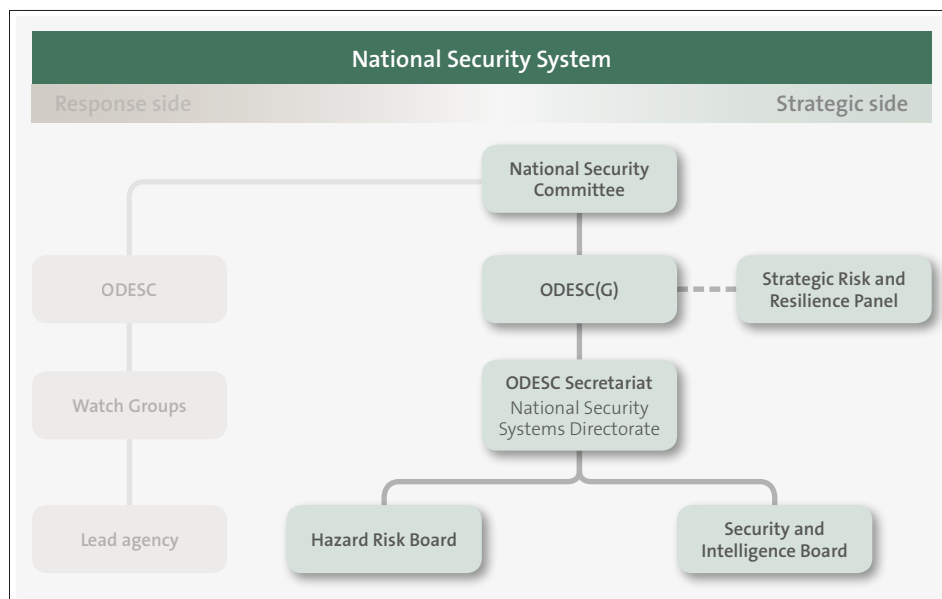 National Security System
Response side
Strategic side
National Security
Committee
ODESC
ODESC(G)
Strategic Risk and
Resilience Panel
Watch Groups
ODESC Secretariat
National Security
Systems Directorate
Lead agency
Hazard Risk Board
Security and
Intelligence Board